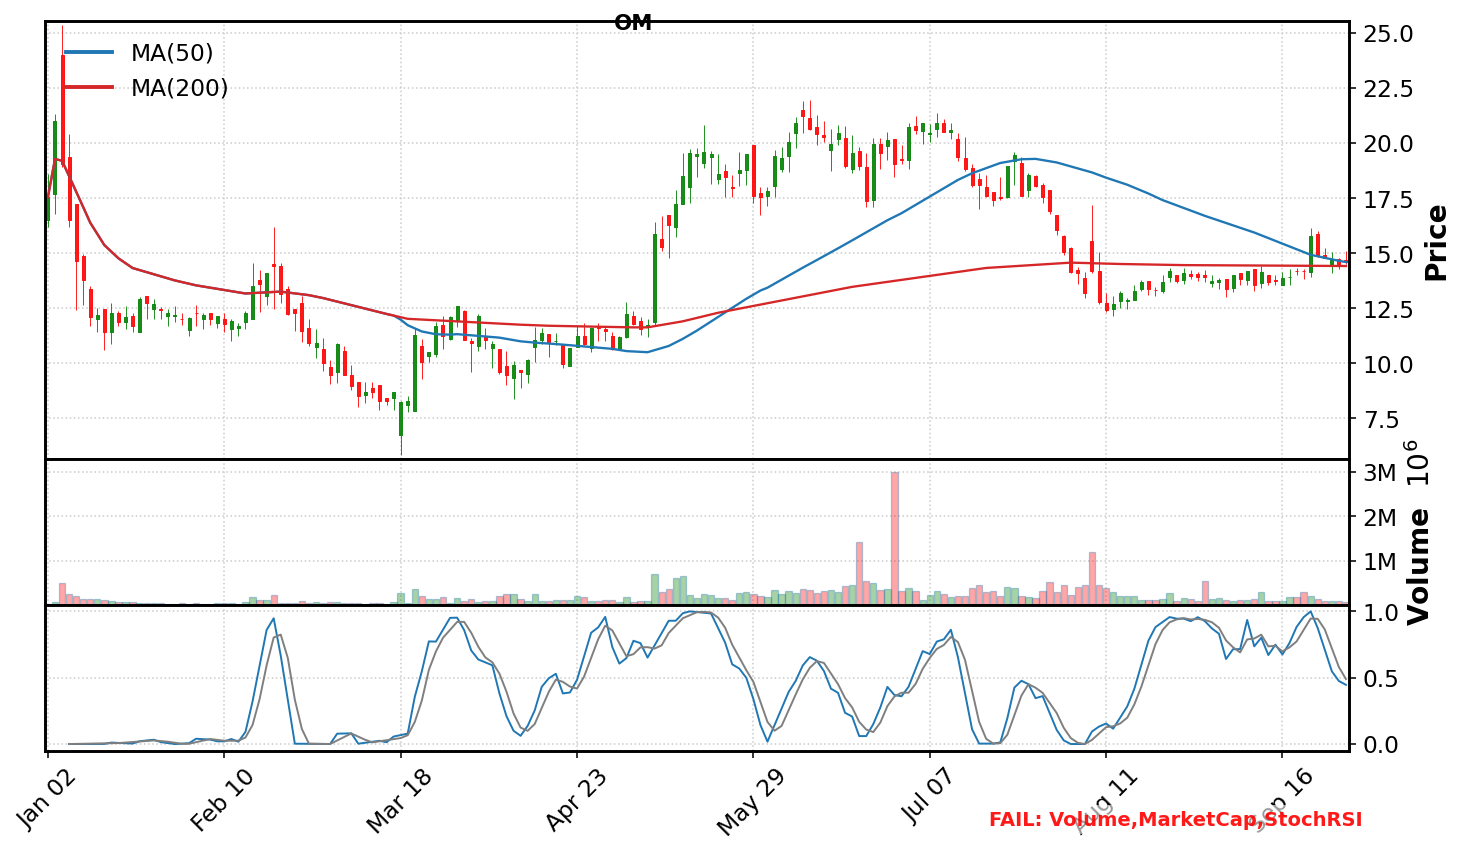 OM
MA(50)
MA(200)
25.0
22.5
20.0
17.5
15.0
12.5
10.0
7.5
Price
3M
2M
1M
Volume 10^6
1.0
0.5
0.0
Jan 02
Feb 10
Mar 18
Apr 23
May 29
Jul 07
Aug 11
Sep 16
FAIL: Volume,MarketCap,StochRSI